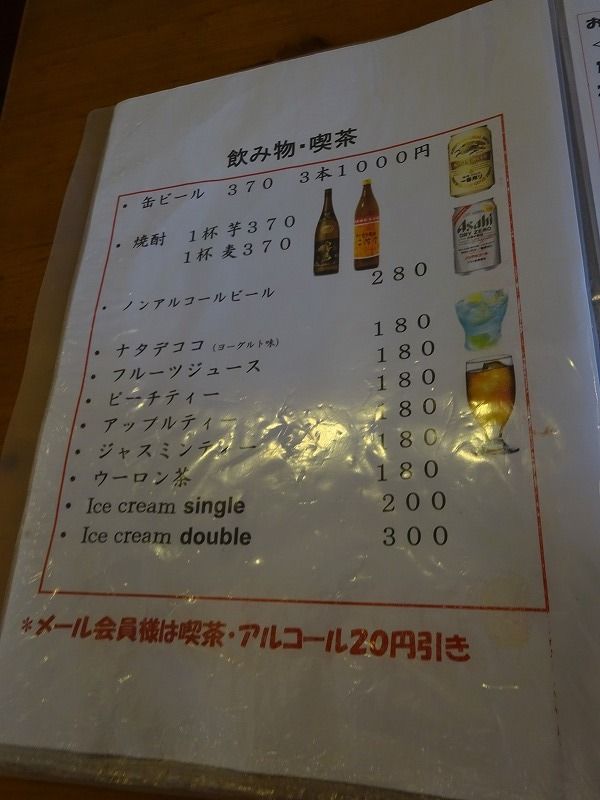 飲み物・喫茶
・缶ビール 370 3本1000円
・焼酎 1杯 芋370
1杯 麦370
・ノンアルコールビール 280
・ナタデココ(ヨーグルト味) 180
・フルーツジュース 180
・ピーチティー 180
・アップルティー 180
・ジャスミンティー 180
・ウーロン茶 180
・Ice cream single 200
・Ice cream double 300
*メール会員様は喫茶・アルコール20円引き
Asahi
DRY ZERO